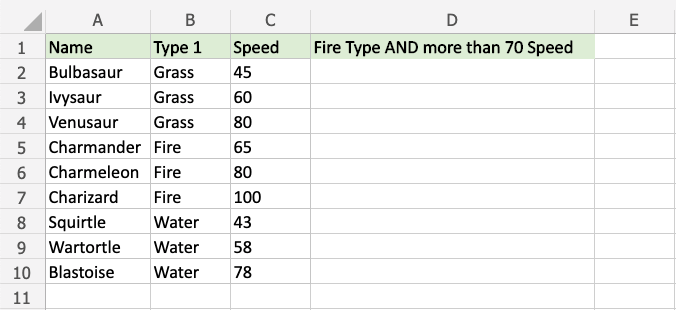 A B C D E
1 Name Type 1 Speed Fire Type AND more than 70 Speed
2 Bulbasaur Grass 45
3 Ivysaur Grass 60
4 Venusaur Grass 80
5 Charmander Fire 65
6 Charmeleon Fire 80
7 Charizard Fire 100
8 Squirtle Water 43
9 Wartortle Water 58
10 Blastoise Water 78
11